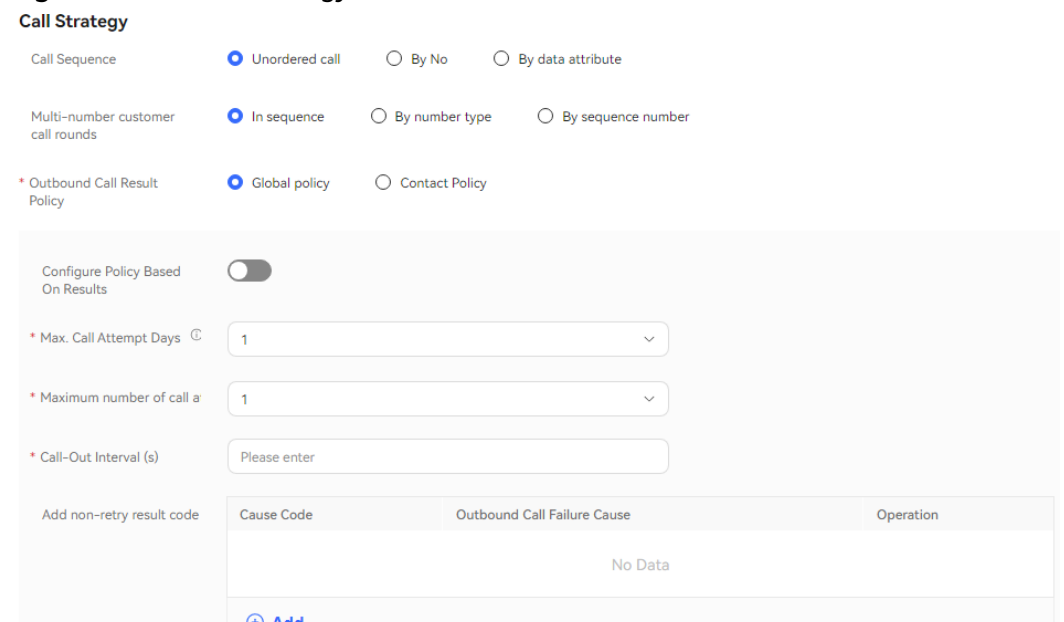 Call Strategy
Call Sequence Unordered call By No By data attribute
Multi-number customer
call rounds
In sequence By number type By sequence number
* Outbound Call Result
Policy
Global policy Contact Policy
Configure Policy Based
On Results
* Max. Call Attempt Days 1
* Maximum number of call a 1
* Call-Out Interval (s) Please enter
Add non-retry result code Cause Code Outbound Call Failure Cause Operation
No Data
Add